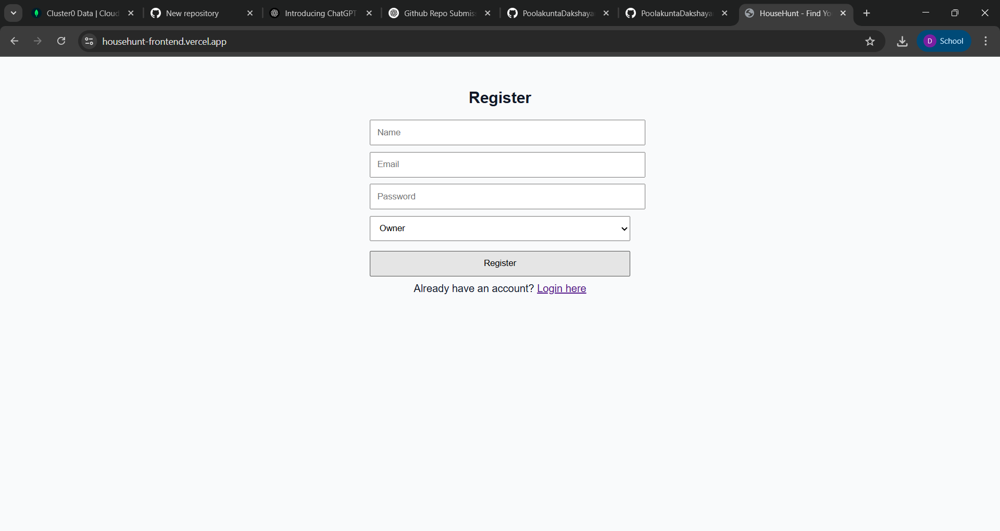 Cluster0 Data | Cloud
New repository
Introducing ChatGPT
Github Repo Submiss
PoolakuntaDakshaya
PoolakuntaDakshaya
HouseHunt - Find Yo
househunt-frontend.vercel.app
D
School
Register
Name
Email
Password
Owner
Register
Already have an account? Login here